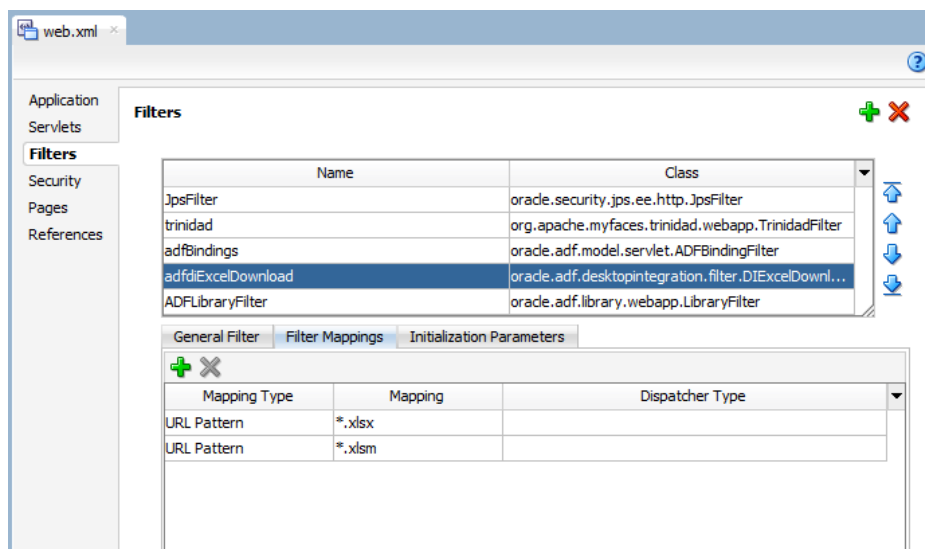 web.xml
Application
Servlets
Filters
Security
Pages
References
Filters
Name Class
JpsFilter oracle.security.jps.ee.http.JpsFilter
trinidad org.apache.myfaces.trinidad.webapp.TrinidadFilter
adfBindings oracle.adf.model.servlet.ADFBindingFilter
adfdiExcelDownload oracle.adf.desktopintegration.filter.DIExcelDownl...
ADFLibraryFilter oracle.adf.library.webapp.LibraryFilter
General Filter Filter Mappings Initialization Parameters
Mapping Type Mapping Dispatcher Type
URL Pattern *.xlsx
URL Pattern *.xlsm